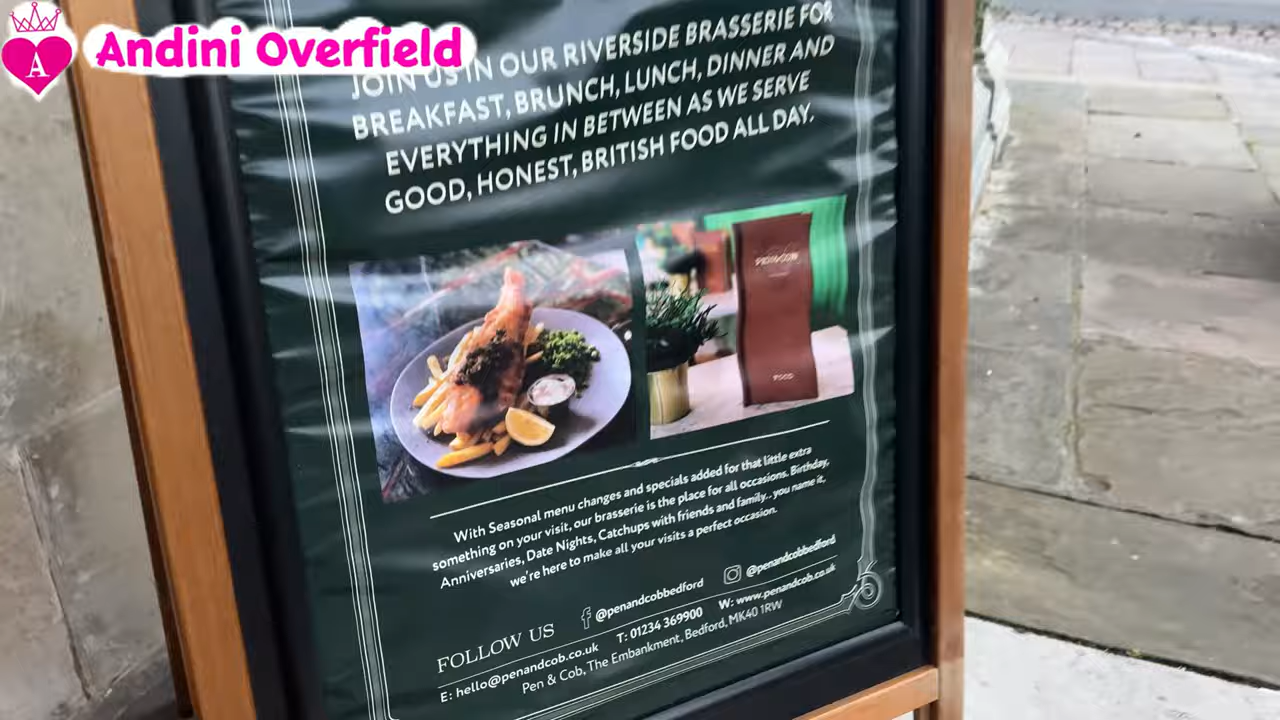 Andini Overfield
A
JOIN US IN OUR RIVERSIDE BRASSERIE FOR
BREAKFAST, BRUNCH, LUNCH, DINNER AND
EVERYTHING IN BETWEEN AS WE SERVE
GOOD, HONEST, BRITISH FOOD ALL DAY.
PEN & COB
FOOD
With Seasonal menu changes and specials added for that little extra
something on your visit, our brasserie is the place for all occasions. Birthday,
Anniversaries, Date Nights, Catchups with friends and family.. you name it,
we're here to make all your visits a perfect occasion.
FOLLOW US @penandcobbedford @penandcobbedford
E: hello@penandcob.co.uk T: 01234 369900 W: www.penandcob.co.uk
Pen & Cob, The Embankment, Bedford, MK40 1RW